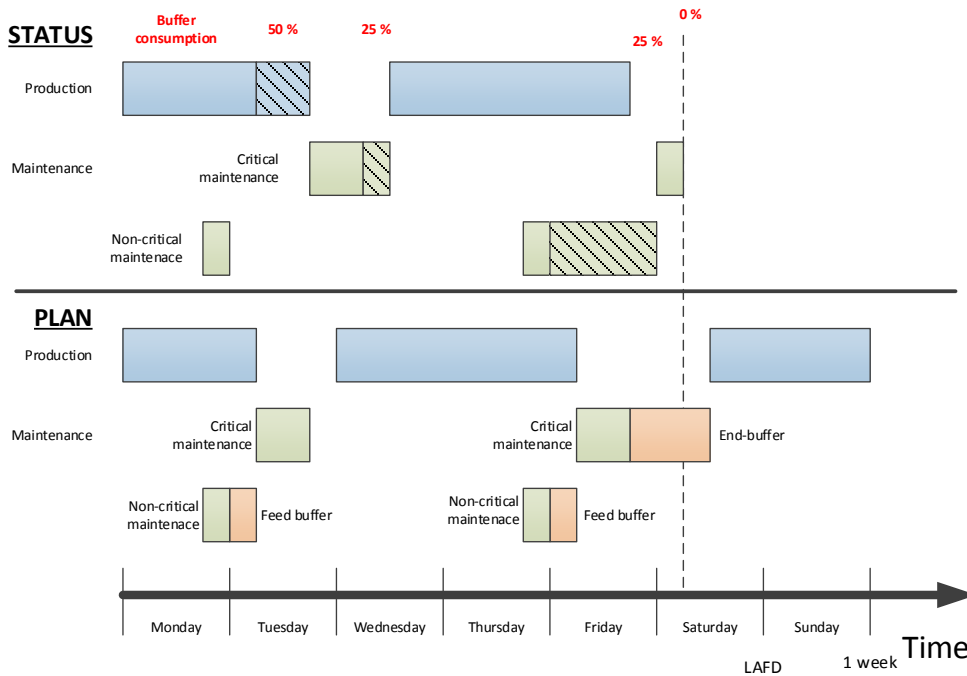 0 %
Buffer
consumption
50 %
25 %
STATUS
25 %
Production
Critical
maintenance
Maintenance
Non-critical
maintenace
PLAN
Production
Critical
maintenance
Critical
maintenance
End-buffer
Maintenance
Non-critical
maintenace
Feed buffer
Non-critical
maintenace
Feed buffer
Monday
Tuesday
Wednesday
Thursday
Friday
Saturday
Sunday
Time
LAFD
1 week